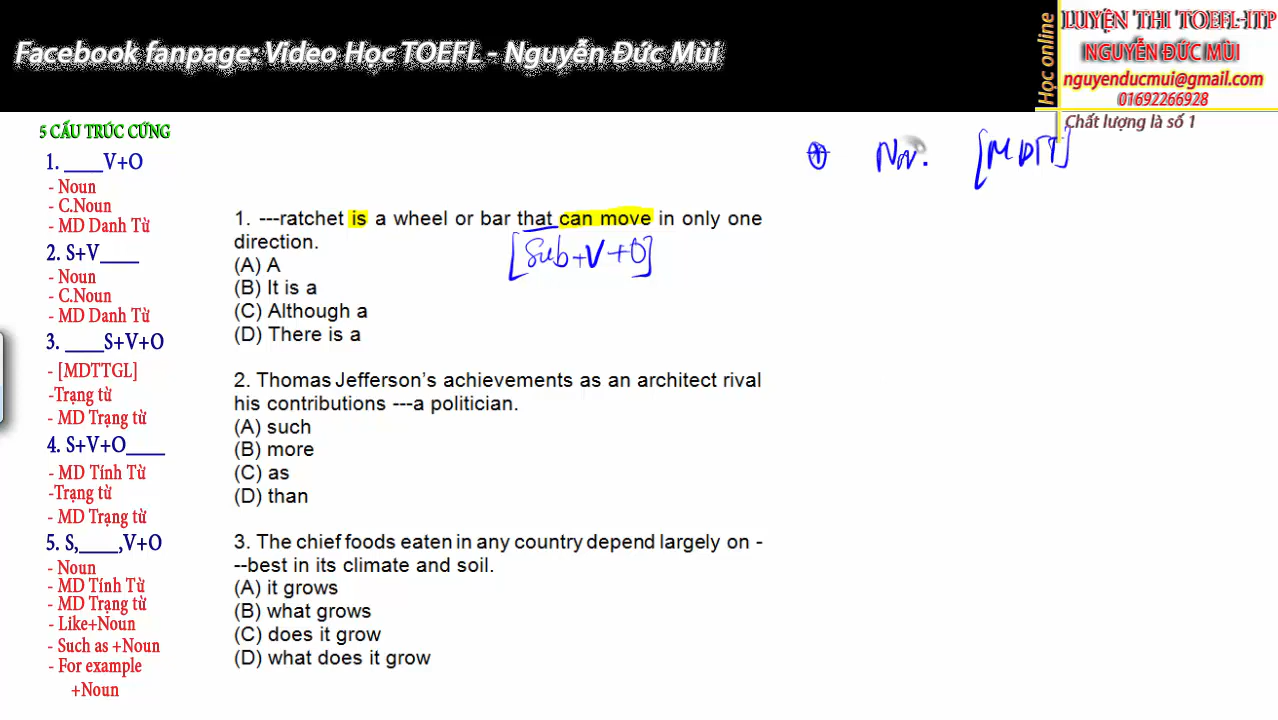 Facebook fanpage: Video Học TOEFL - Nguyễn Đức Mùi
Học online
LUYỆN THI TOEFL-ITP
NGUYỄN ĐỨC MÙI
nguyenducmui@gmail.com
01692266928
Chất lượng là số 1
5 CẤU TRÚC CỨNG
1. ____V+O
- Noun
- C.Noun
- MD Danh Từ
2. S+V____
- Noun
- C.Noun
- MD Danh Từ
3. ____S+V+O
- [MDTTGL]
-Trạng từ
- MD Trạng từ
4. S+V+O____
- MD Tính Từ
-Trạng từ
- MD Trạng từ
5. S,____,V+O
- Noun
- MD Tính Từ
- MD Trạng từ
- Like+Noun
- Such as +Noun
- For example
+Noun
[MDTT]
1. ---ratchet is a wheel or bar that can move in only one
direction.
[Sub+V+O]
(A) A
(B) It is a
(C) Although a
(D) There is a
2. Thomas Jefferson's achievements as an architect rival
his contributions ---a politician.
(A) such
(B) more
(C) as
(D) than
3. The chief foods eaten in any country depend largely on -
--best in its climate and soil.
(A) it grows
(B) what grows
(C) does it grow
(D) what does it grow